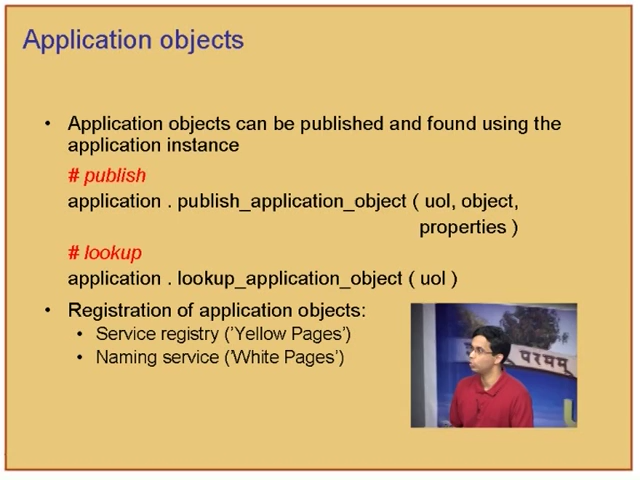 Application objects
• Application objects can be published and found using the
application instance
# publish
application . publish_application_object ( uol, object,
properties )
# lookup
application . lookup_application_object ( uol )
• Registration of application objects:
• Service registry ('Yellow Pages')
• Naming service ('White Pages')
परमम्